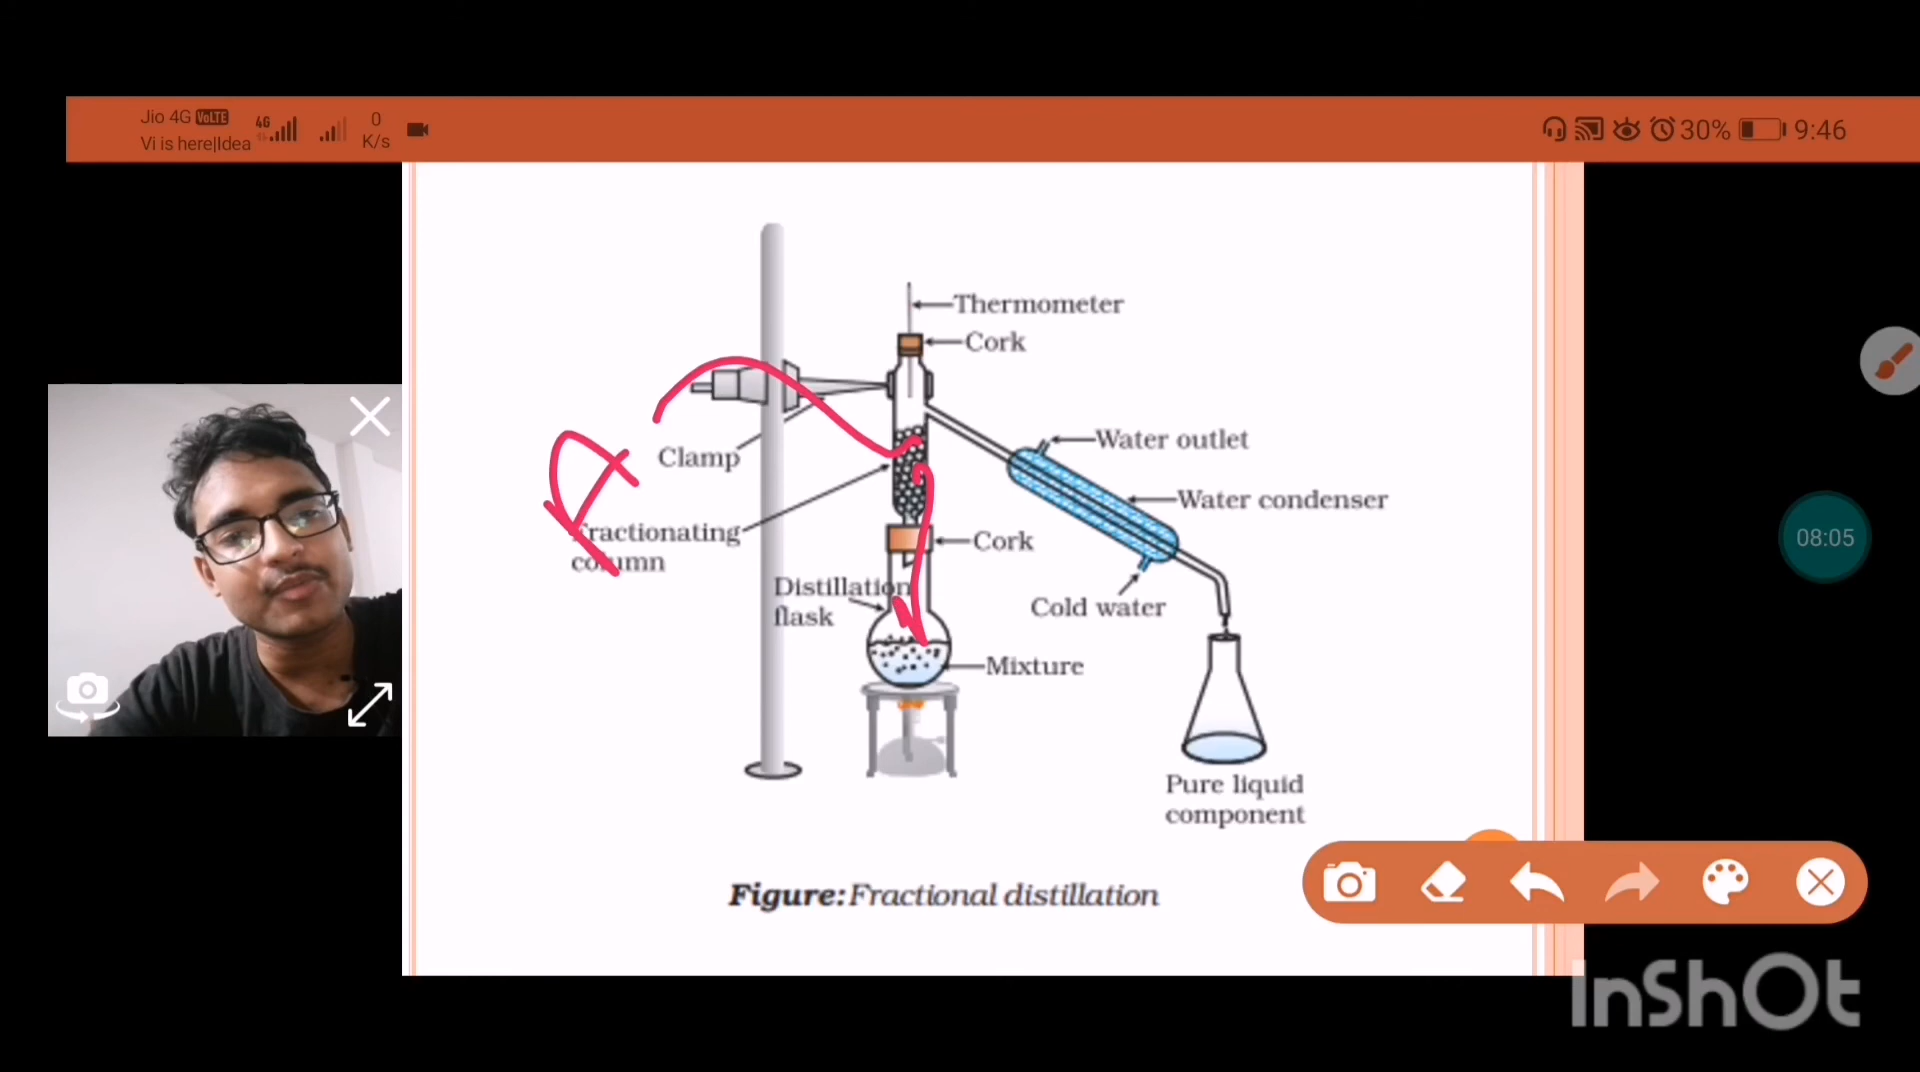 Jio 4G VoLTE
Vi is here|Idea
4G
0
K/s
30%
9:46
Thermometer
Cork
Clamp
Water outlet
Water condenser
Fractionating
column
Cork
Distillation
flask
Cold water
Mixture
Pure liquid
component
Figure: Fractional distillation
08:05
InShOt